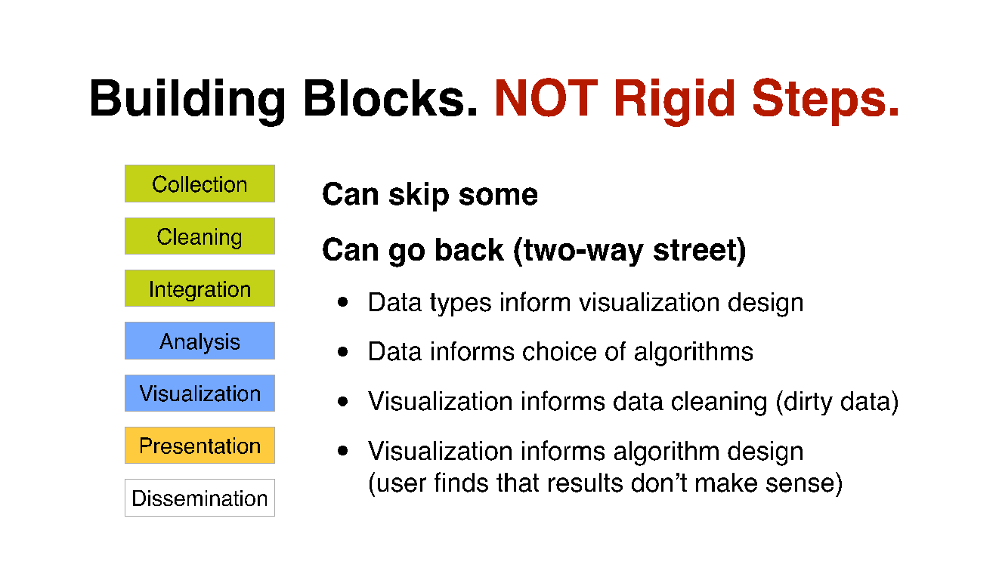 Building Blocks. NOT Rigid Steps.
Collection
Cleaning
Integration
Analysis
Visualization
Presentation
Dissemination
Can skip some
Can go back (two-way street)
• Data types inform visualization design
• Data informs choice of algorithms
• Visualization informs data cleaning (dirty data)
• Visualization informs algorithm design
(user finds that results don’t make sense)